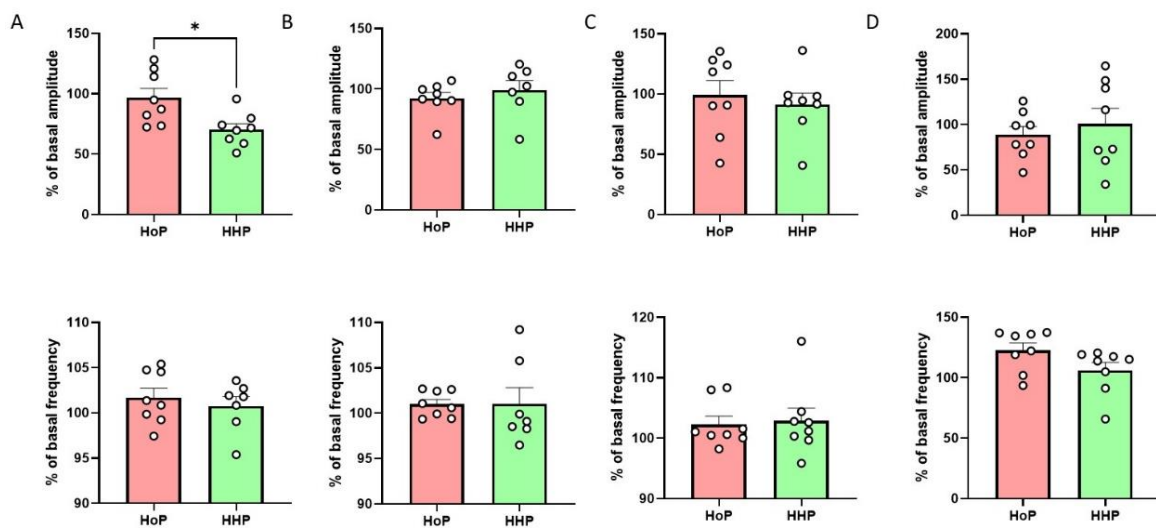 A
B
C
D
*
% of basal amplitude
150
100
50
0
HoP HHP
% of basal amplitude
150
100
50
0
HoP HHP
% of basal amplitude
150
100
50
0
HoP HHP
% of basal amplitude
200
150
100
50
0
HoP HHP
% of basal frequency
110
105
100
95
90
HoP HHP
% of basal frequency
110
105
100
95
90
HoP HHP
% of basal frequency
120
110
100
90
HoP HHP
% of basal frequency
150
100
50
0
HoP HHP